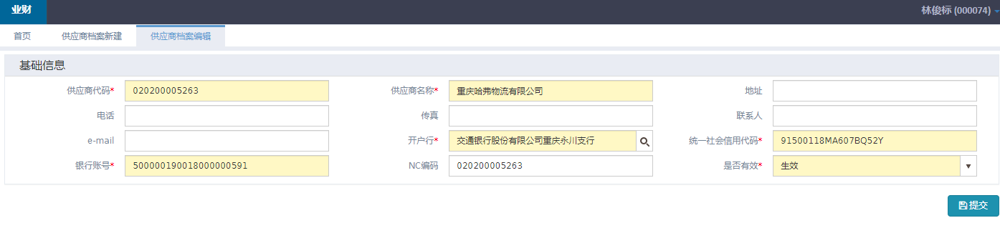 业财
林俊标 (000074)
首页 供应商档案新建 供应商档案编辑
基础信息
供应商代码* 020200005263 供应商名称* 重庆哈弗物流有限公司 地址
电话 传真 联系人
e-mail 开户行* 交通银行股份有限公司重庆永川支行 统一社会信用代码* 91500118MA607BQ52Y
银行账号* 500000190018000000591 NC编码 020200005263 是否有效* 生效
提交